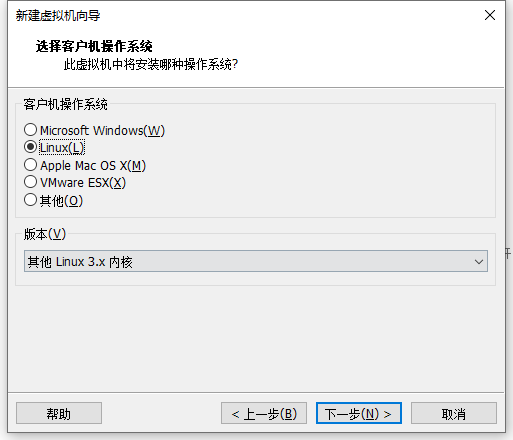 新建虚拟机向导
选择客户机操作系统
此虚拟机中将安装哪种操作系统?
客户机操作系统
Microsoft Windows(W)
Linux(L)
Apple Mac OS X(M)
VMware ESX(X)
其他(O)
版本(V)
其他 Linux 3.x 内核
帮助
< 上一步(B)
下一步(N) >
取消